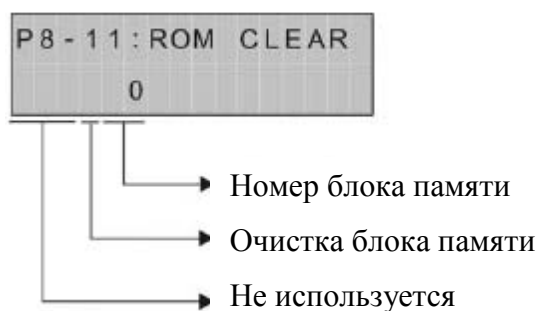 P8-11:ROM CLEAR
0
Номер блока памяти
Очистка блока памяти
Не используется